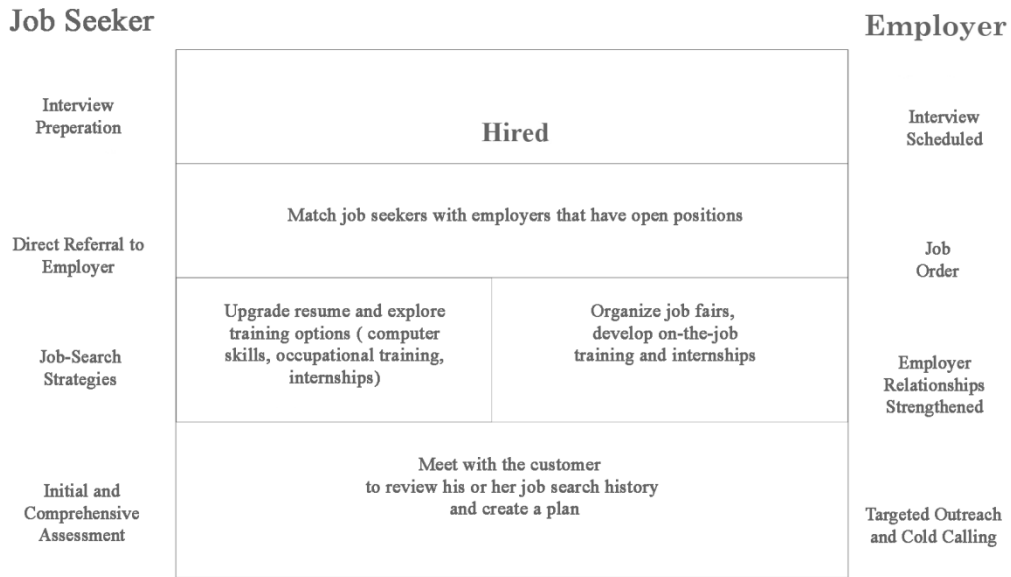 Job Seeker
Employer
Interview
Preperation
Hired
Interview
Scheduled
Match job seekers with employers that have open positions
Direct Referral to
Employer
Job
Order
Job-Search
Strategies
Upgrade resume and explore
training options ( computer
skills, occupational training,
internships)
Organize job fairs,
develop on-the-job
training and internships
Employer
Relationships
Strengthened
Initial and
Comprehensive
Assessment
Meet with the customer
to review his or her job search history
and create a plan
Targeted Outreach
and Cold Calling